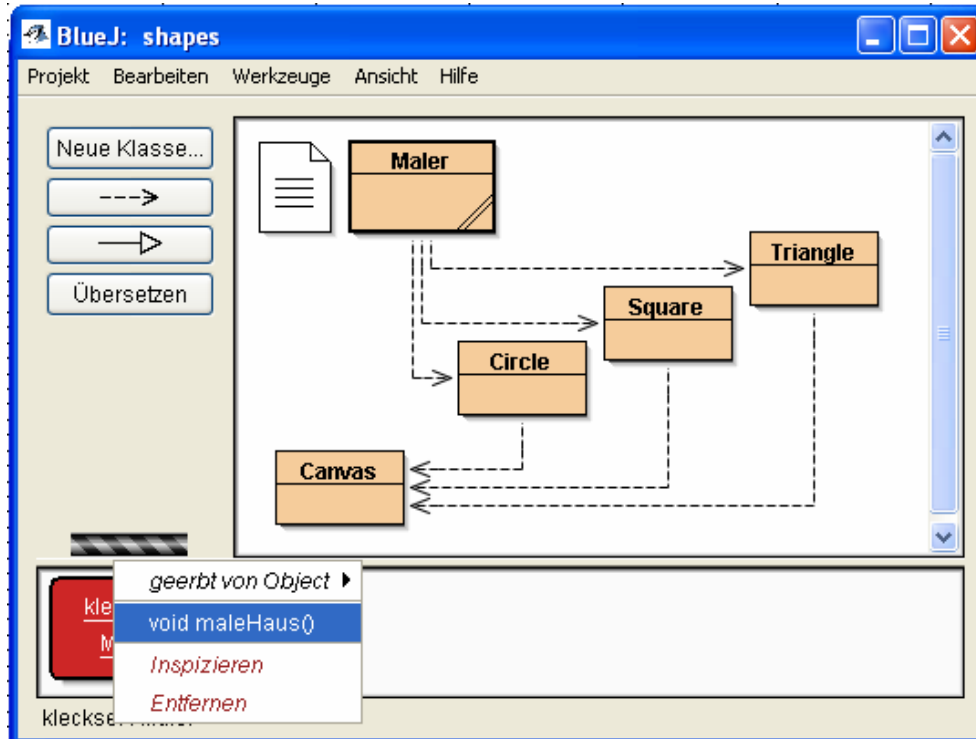 BlueJ: shapes
Projekt Bearbeiten Werkzeuge Ansicht Hilfe
Neue Klasse...
Übersetzen
Maler
Triangle
Square
Circle
Canvas
geerbt von Object
void maleHaus()
Inspizieren
Entfernen
kle
M